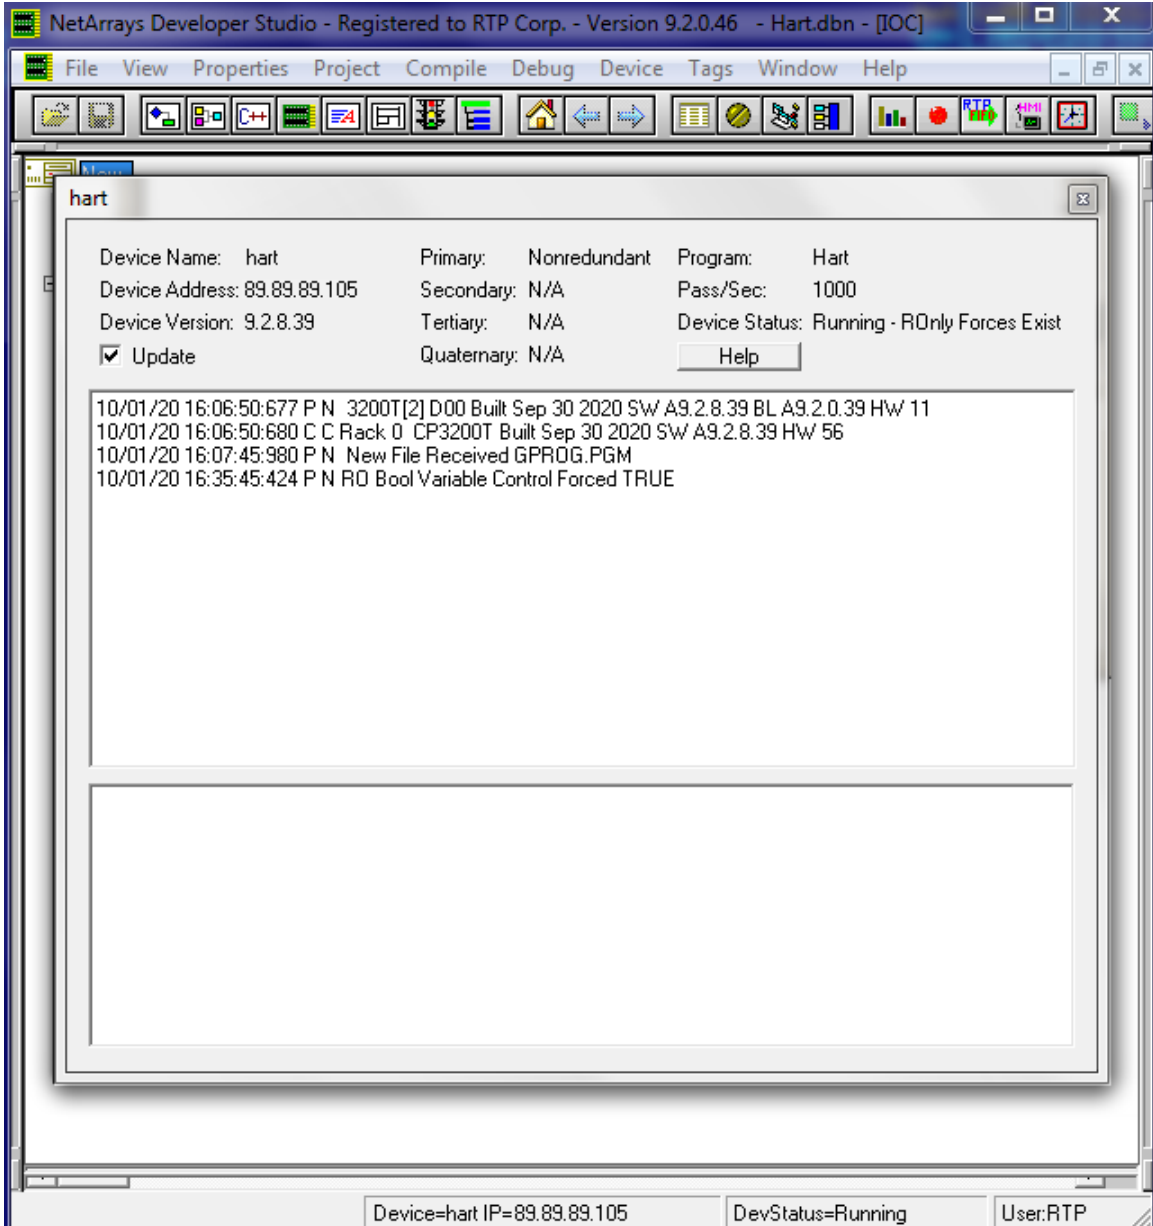 NetArrays Developer Studio - Registered to RTP Corp. - Version 9.2.0.46 - Hart.dbn - [IOC]
File View Properties Project Compile Debug Device Tags Window Help
C++
RTP
FIFO
HMI
hart
Device Name: hart Primary: Nonredundant Program: Hart
Device Address: 89.89.89.105 Secondary: N/A Pass/Sec: 1000
Device Version: 9.2.8.39 Tertiary: N/A Device Status: Running - ROnly Forces Exist
Update Quaternary: N/A Help
10/01/20 16:06:50:677 P N 3200T[2] D00 Built Sep 30 2020 SW A9.2.8.39 BL A9.2.0.39 HW 11
10/01/20 16:06:50:680 C C Rack 0 CP3200T Built Sep 30 2020 SW A9.2.8.39 HW 56
10/01/20 16:07:45:980 P N New File Received GPROG.PGM
10/01/20 16:35:45:424 P N RO Bool Variable Control Forced TRUE
Device=hart IP=89.89.89.105 DevStatus=Running User:RTP